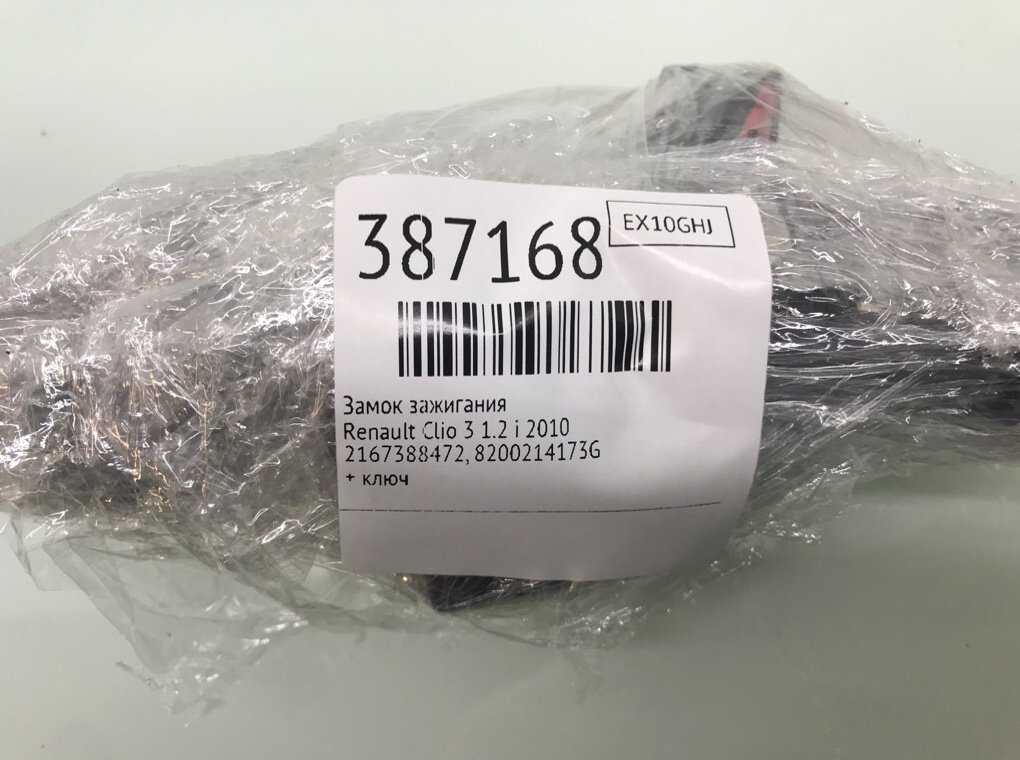 387168
EX10GHJ
Замок зажигания
Renault Clio 3 1.2 i 2010
2167388472, 8200214173G
+ ключ